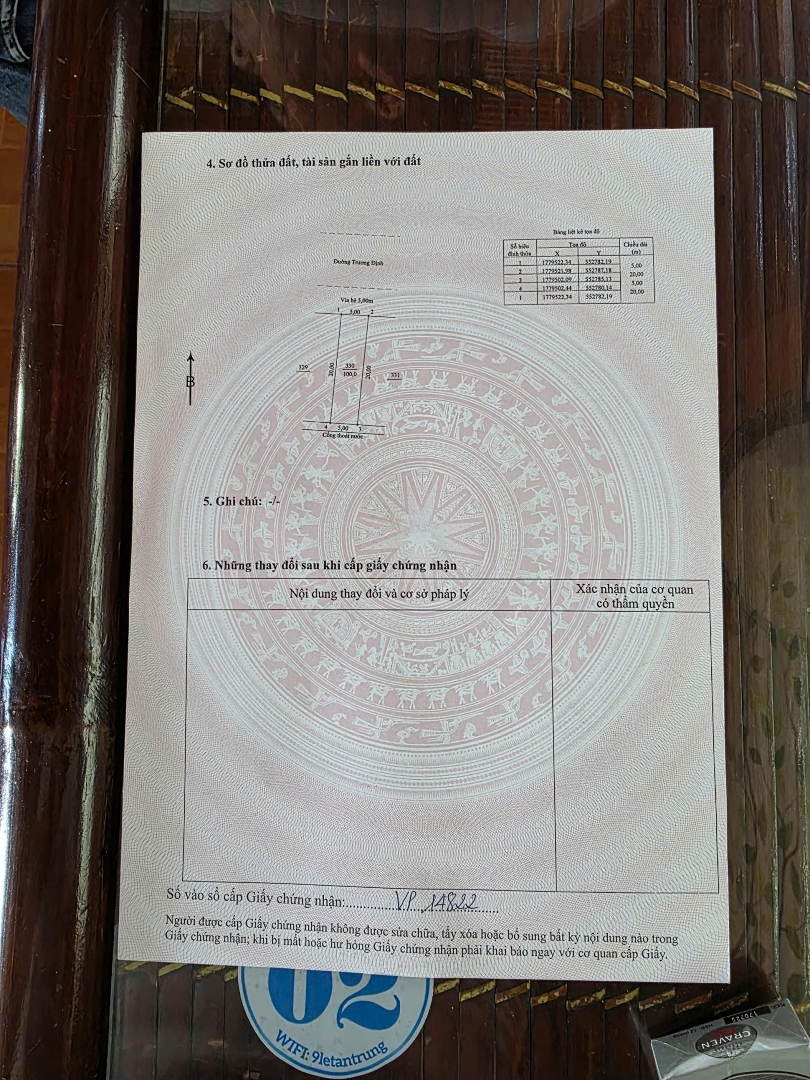 4. Sơ đồ thửa đất, tài sản gắn liền với đất
Bảng liệt kê tọa độ
Số hiệu đỉnh thửa | Tọa độ | Chiều dài (m)
X | Y
1 | 1779522,34 | 552782,19
5,00
2 | 1779521,98 | 552787,18
20,00
3 | 1779502,09 | 552785,13
5,00
4 | 1779502,44 | 552780,14
20,00
1 | 1779522,34 | 552782,19
Đường Trương Định
Vỉa hè 5,00m
1 5,00 2
329
20,00
330
100,0
20,00
331
B
4 5,00 3
Cống thoát nước
5. Ghi chú: -/-
6. Những thay đổi sau khi cấp giấy chứng nhận
Nội dung thay đổi và cơ sở pháp lý
Xác nhận của cơ quan
có thẩm quyền
Số vào sổ cấp Giấy chứng nhận: VP 14822
Người được cấp Giấy chứng nhận không được sửa chữa, tẩy xóa hoặc bổ sung bất kỳ nội dung nào trong
Giấy chứng nhận; khi bị mất hoặc hư hỏng Giấy chứng nhận phải khai báo ngay với cơ quan cấp Giấy.
02
WIFI: 9letantrung
CRAVEN